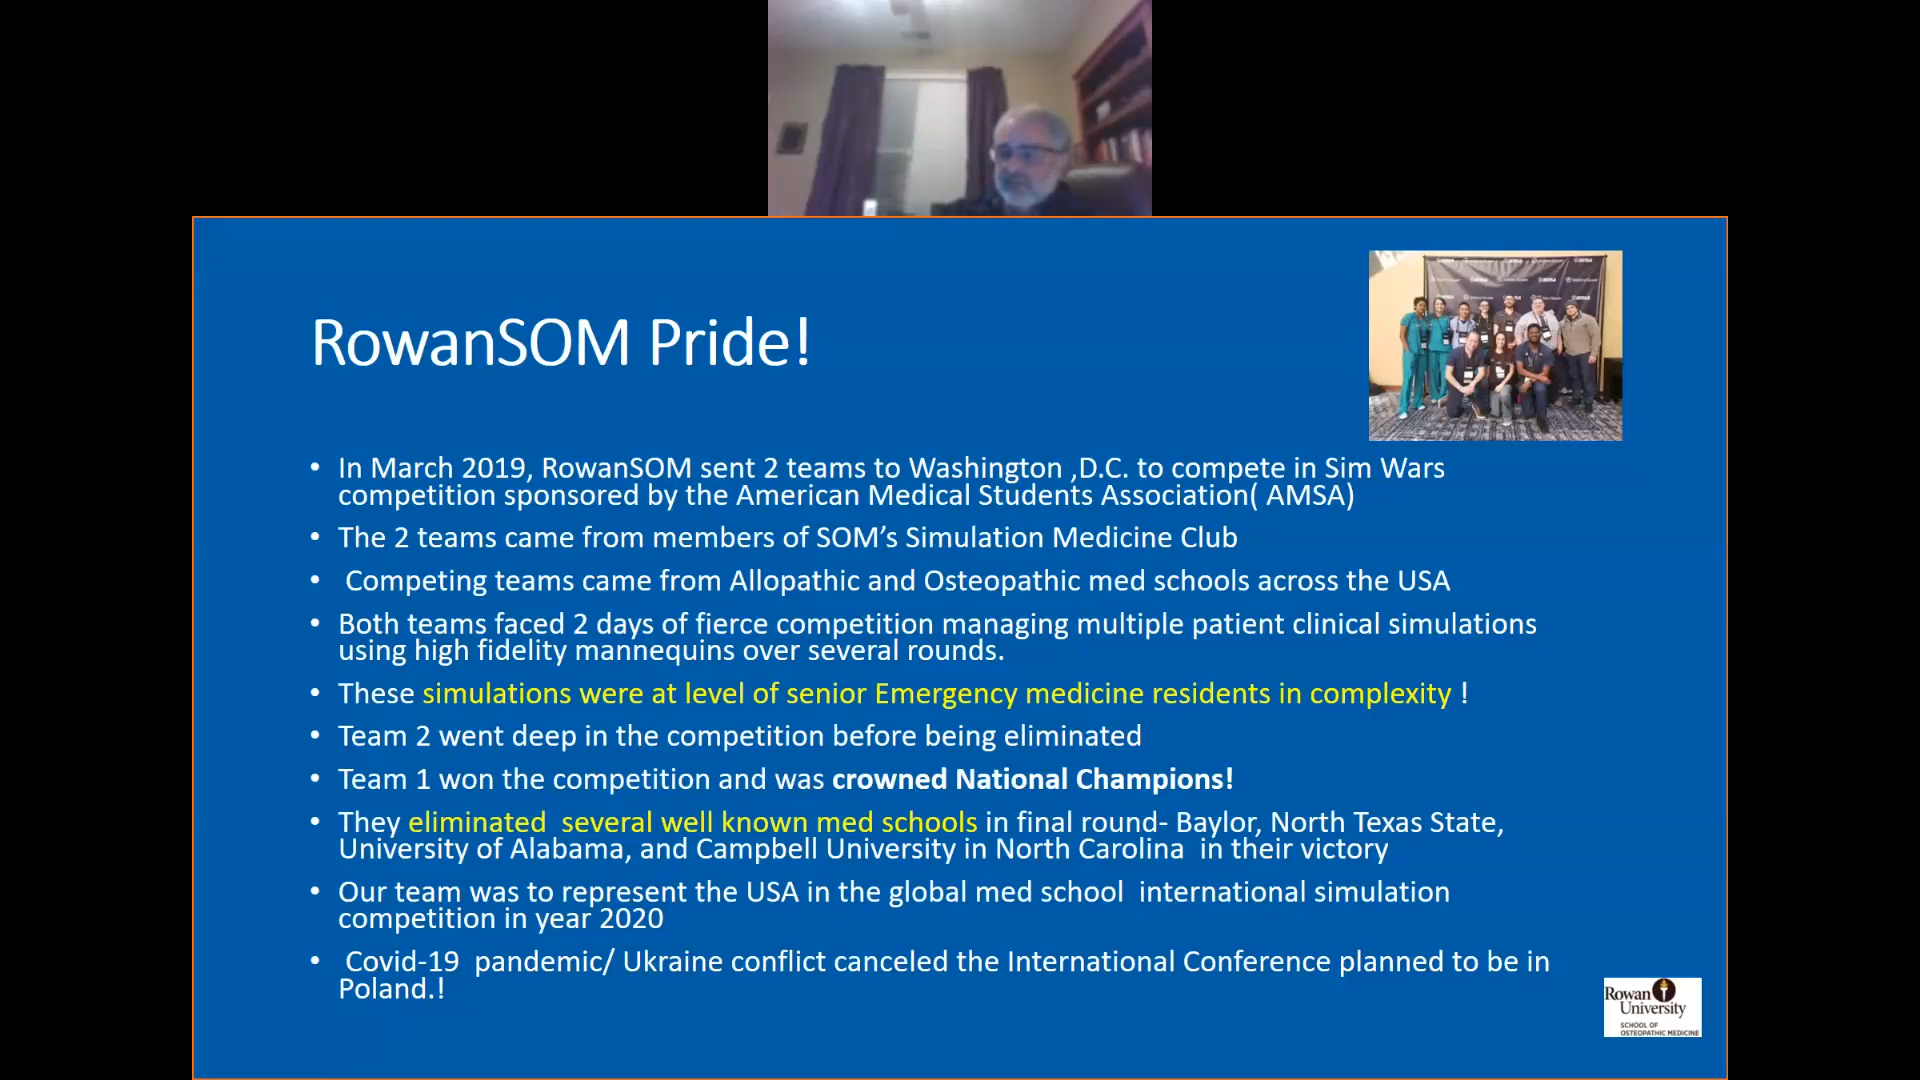 RowanSOM Pride!
• In March 2019, RowanSOM sent 2 teams to Washington ,D.C. to compete in Sim Wars
competition sponsored by the American Medical Students Association( AMSA)
• The 2 teams came from members of SOM’s Simulation Medicine Club
• Competing teams came from Allopathic and Osteopathic med schools across the USA
• Both teams faced 2 days of fierce competition managing multiple patient clinical simulations
using high fidelity mannequins over several rounds.
• These simulations were at level of senior Emergency medicine residents in complexity !
• Team 2 went deep in the competition before being eliminated
• Team 1 won the competition and was crowned National Champions!
• They eliminated several well known med schools in final round- Baylor, North Texas State,
University of Alabama, and Campbell University in North Carolina in their victory
• Our team was to represent the USA in the global med school international simulation
competition in year 2020
• Covid-19 pandemic/ Ukraine conflict canceled the International Conference planned to be in
Poland.!
Rowan
University
SCHOOL OF
OSTEOPATHIC MEDICINE